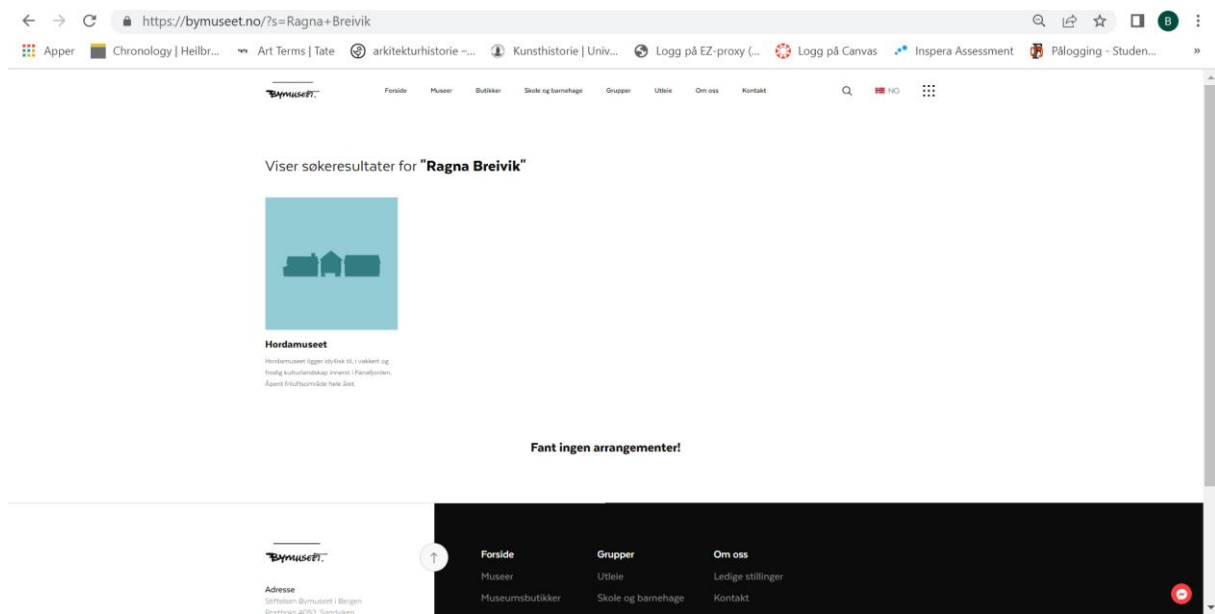 https://bymuseet.no/?s=Ragna+Breivik
B
Apper Chronology | Heilbr... Art Terms | Tate arkitekturhistorie –... Kunsthistorie | Univ... Logg på EZ-proxy (... Logg på Canvas Inspera Assessment Pålogging - Studen... »
BYMUSEET. Forside Museer Butikker Skole og barnehage Grupper Utleie Om oss Kontakt NO
Viser søkeresultater for "Ragna Breivik"
Hordamuseet
Hordamuseet ligger idyllisk til, i vakkert og
frodig kulturlandskap innerst i Fanafjorden.
Åpent friluftsområde hele året.
Fant ingen arrangementer!
BYMUSEET.
Forside Grupper Om oss
Museer Utleie Ledige stillinger
Adresse
Museumsbutikker Skole og barnehage Kontakt
Stiftelsen Bymuseet i Bergen
Postboks 4052, Sandviken